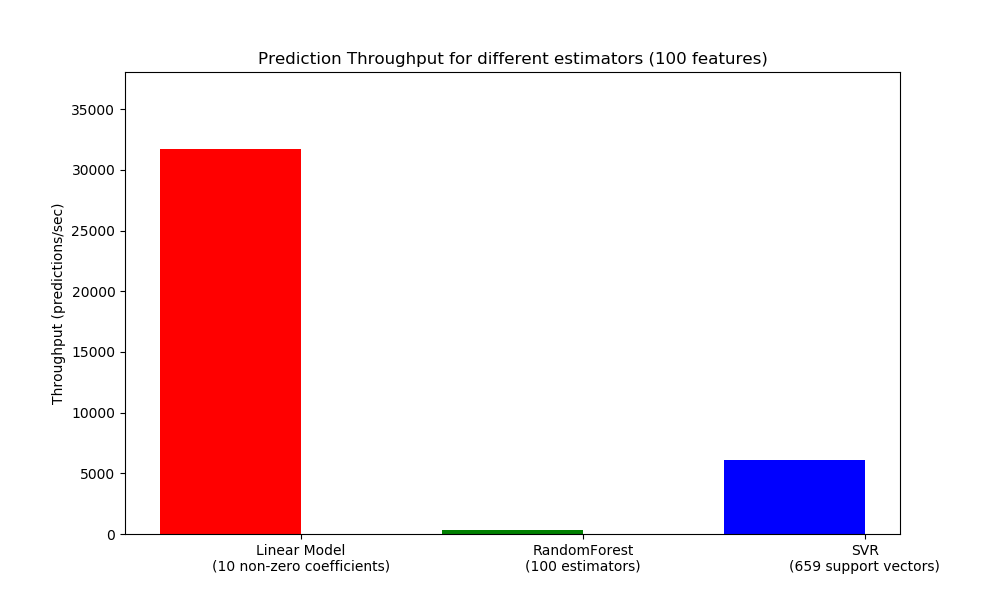 Prediction Throughput for different estimators (100 features)
Throughput (predictions/sec)
35000
30000
25000
20000
15000
10000
5000
0
Linear Model
(10 non-zero coefficients)
RandomForest
(100 estimators)
SVR
(659 support vectors)